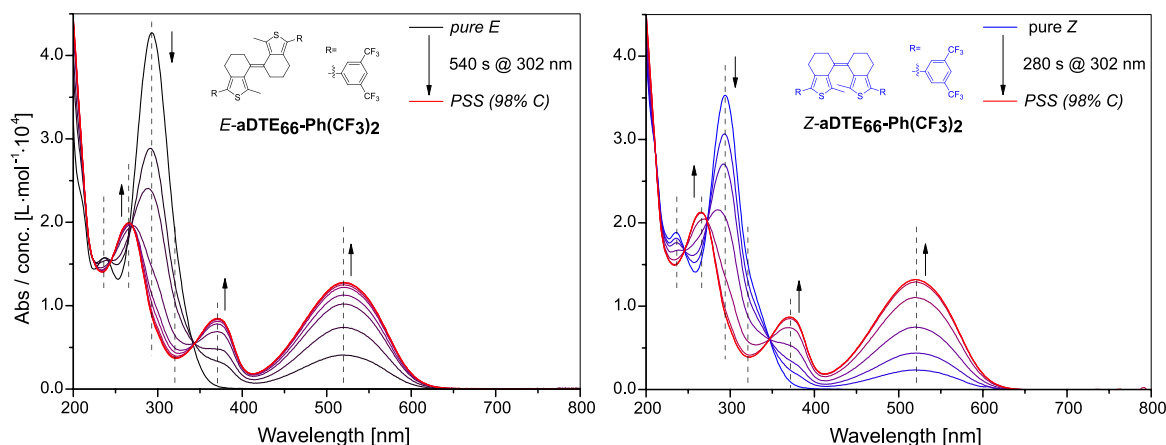 pure E
540 s @ 302 nm
PSS (98% C)
R=
CF3
CF3
S
R
R
S
E-aDTE66-Ph(CF3)2
Abs / conc. [L·mol⁻¹·10⁴]
4.0
3.0
2.0
1.0
0.0
200 300 400 500 600 700 800
Wavelength [nm]
pure Z
280 s @ 302 nm
PSS (98% C)
R=
CF3
CF3
R
S
S
R
Z-aDTE66-Ph(CF3)2
4.0
3.0
2.0
1.0
0.0
200 300 400 500 600 700 800
Wavelength [nm]